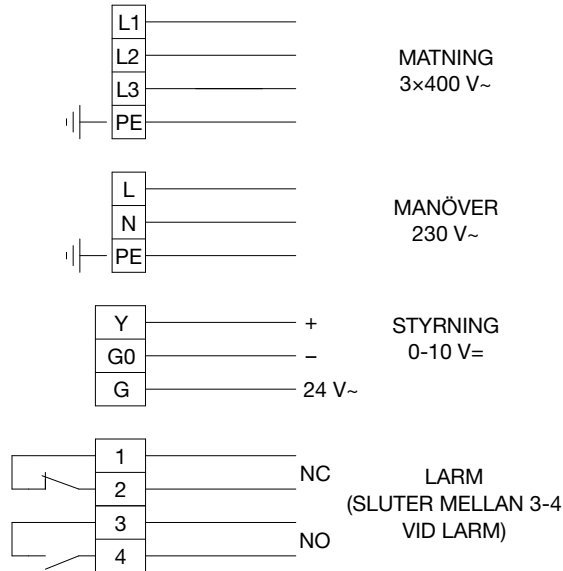 L1
L2
L3
PE
MATNING
3×400 V~
L
N
PE
MANÖVER
230 V~
Y +
G0 –
G 24 V~
STYRNING
0-10 V=
1
2
NC
3
4
NO
LARM
(SLUTER MELLAN 3-4
VID LARM)